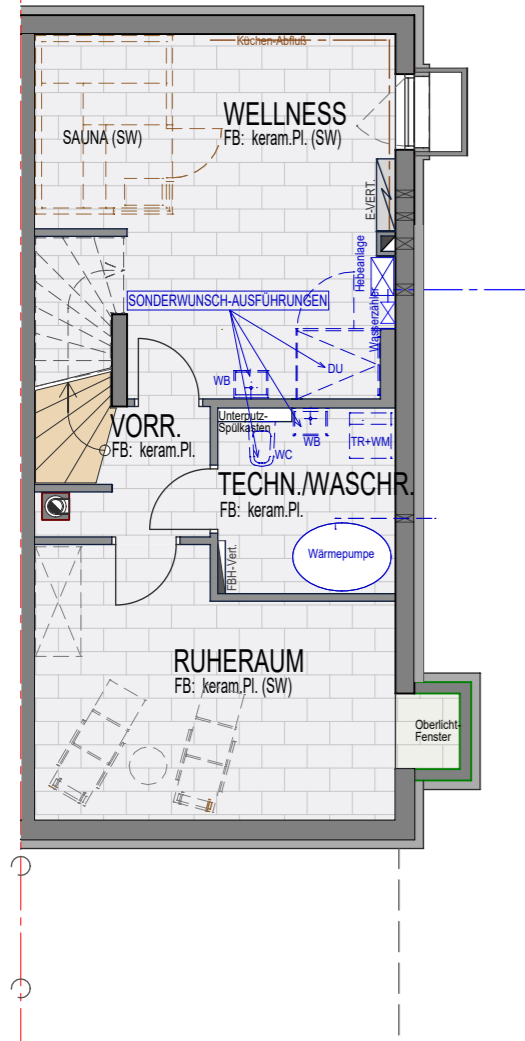 Küchen-Abfluß
WELLNESS
FB: keram.Pl. (SW)
SAUNA (SW)
E-VERT.
Hebeanlage
Wasserzähler
SONDERWUNSCH-AUSFÜHRUNGEN
DU
WB
VORR.
FB: keram.Pl.
Unterputz-
Spülkasten
WB
WC
TR+WM
TECHN./WASCHR.
FB: keram.Pl.
Wärmepumpe
FBH-Vert.
RUHERAUM
FB: keram.Pl. (SW)
Oberlicht-
Fenster